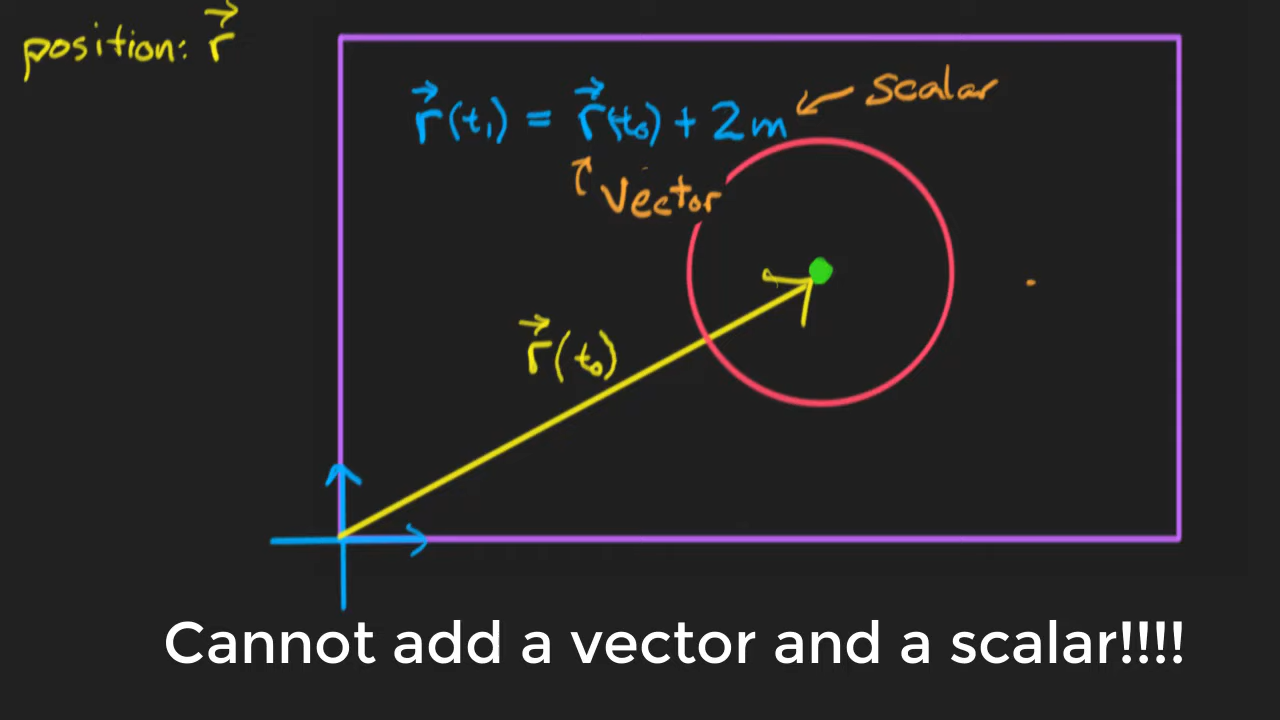 position: r⃗
r⃗(t₁) = r⃗(t₀) + 2m
scalar
vector
r⃗(t₀)
Cannot add a vector and a scalar!!!!